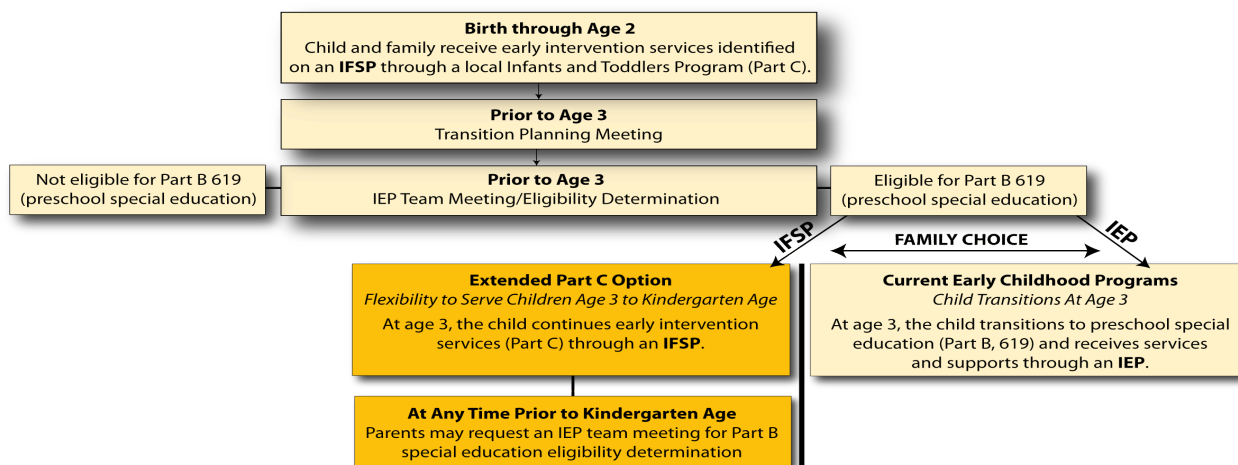 Birth through Age 2
Child and family receive early intervention services identified
on an IFSP through a local Infants and Toddlers Program (Part C).
Prior to Age 3
Transition Planning Meeting
Not eligible for Part B 619
(preschool special education)
Prior to Age 3
IEP Team Meeting/Eligibility Determination
Eligible for Part B 619
(preschool special education)
IFSP
FAMILY CHOICE
IEP
Extended Part C Option
Flexibility to Serve Children Age 3 to Kindergarten Age
At age 3, the child continues early intervention
services (Part C) through an IFSP.
Current Early Childhood Programs
Child Transitions At Age 3
At age 3, the child transitions to preschool special
education (Part B, 619) and receives services
and supports through an IEP.
At Any Time Prior to Kindergarten Age
Parents may request an IEP team meeting for Part B
special education eligibility determination